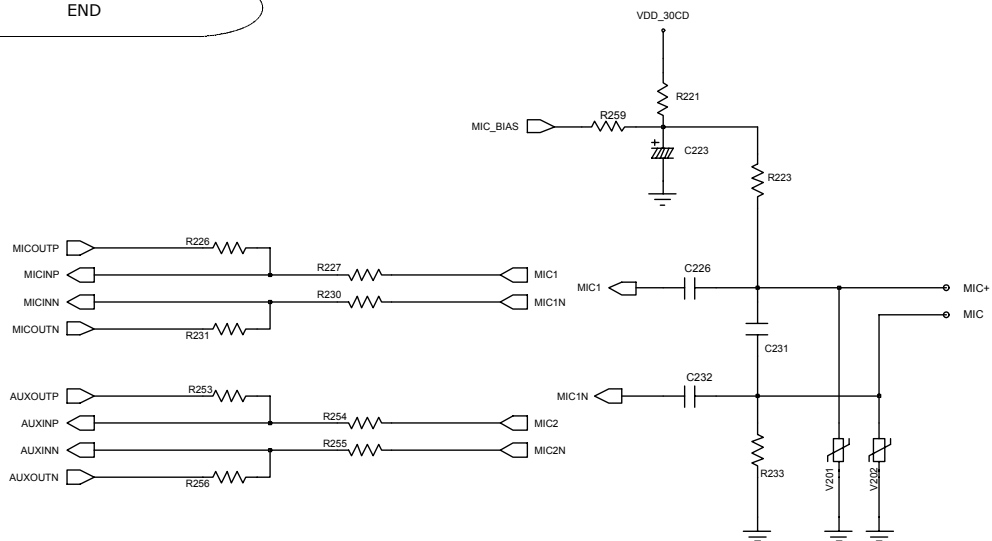 END
VDD_30CD
R221
R259
MIC_BIAS
C223
R223
R226
MICOUTP
MICINP
R227
MIC1
MICINN
R230
MIC1N
MICOUTN
R231
C226
MIC1
MIC+
MIC
C231
R253
AUXOUTP
AUXINP
R254
MIC2
AUXINN
R255
MIC2N
AUXOUTN
R256
C232
MIC1N
R233
V201
V202